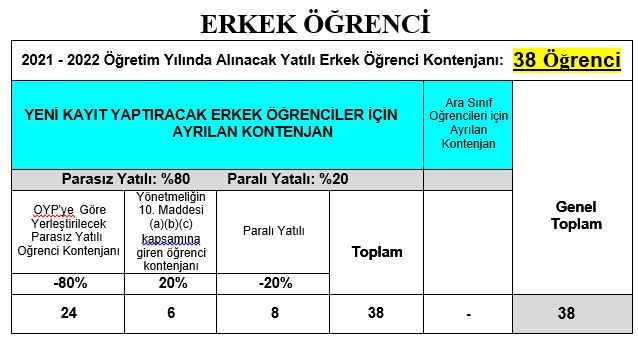 ERKEK ÖĞRENCİ
2021 - 2022 Öğretim Yılında Alınacak Yatılı Erkek Öğrenci Kontenjanı: 38 Öğrenci
YENİ KAYIT YAPTIRACAK ERKEK ÖĞRENCİLER İÇİN
AYRILAN KONTENJAN
Ara Sınıf
Öğrencileri için
Ayrılan
Kontenjan
Genel
Toplam
Parasız Yatılı: %80 Paralı Yatalı: %20
OYP'ye Göre
Yerleştirilecek
Parasız Yatılı
Öğrenci Kontenjanı
Yönetmeliğin
10. Maddesi
(a)(b)(c)
kapsamına
giren öğrenci
kontenjanı
Paralı Yatılı
Toplam
-80% 20% -20%
24 6 8 38 - 38